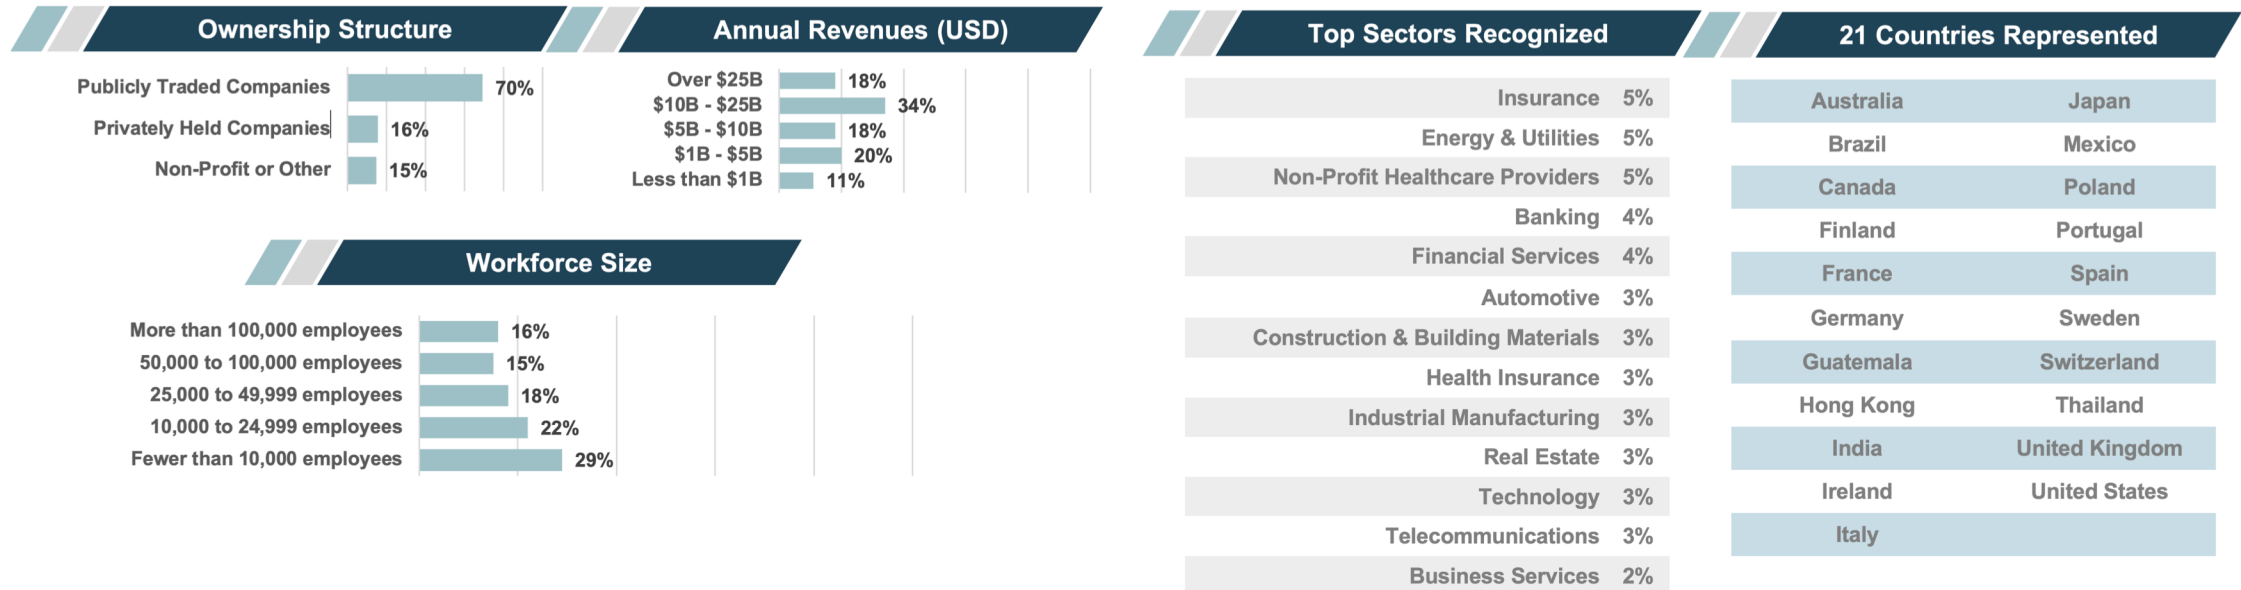 Ownership Structure
Publicly Traded Companies 70%
Privately Held Companies 16%
Non-Profit or Other 15%
Annual Revenues (USD)
Over $25B 18%
$10B - $25B 34%
$5B - $10B 18%
$1B - $5B 20%
Less than $1B 11%
Workforce Size
More than 100,000 employees 16%
50,000 to 100,000 employees 15%
25,000 to 49,999 employees 18%
10,000 to 24,999 employees 22%
Fewer than 10,000 employees 29%
Top Sectors Recognized
Insurance 5%
Energy & Utilities 5%
Non-Profit Healthcare Providers 5%
Banking 4%
Financial Services 4%
Automotive 3%
Construction & Building Materials 3%
Health Insurance 3%
Industrial Manufacturing 3%
Real Estate 3%
Technology 3%
Telecommunications 3%
Business Services 2%
21 Countries Represented
Australia Japan
Brazil Mexico
Canada Poland
Finland Portugal
France Spain
Germany Sweden
Guatemala Switzerland
Hong Kong Thailand
India United Kingdom
Ireland United States
Italy